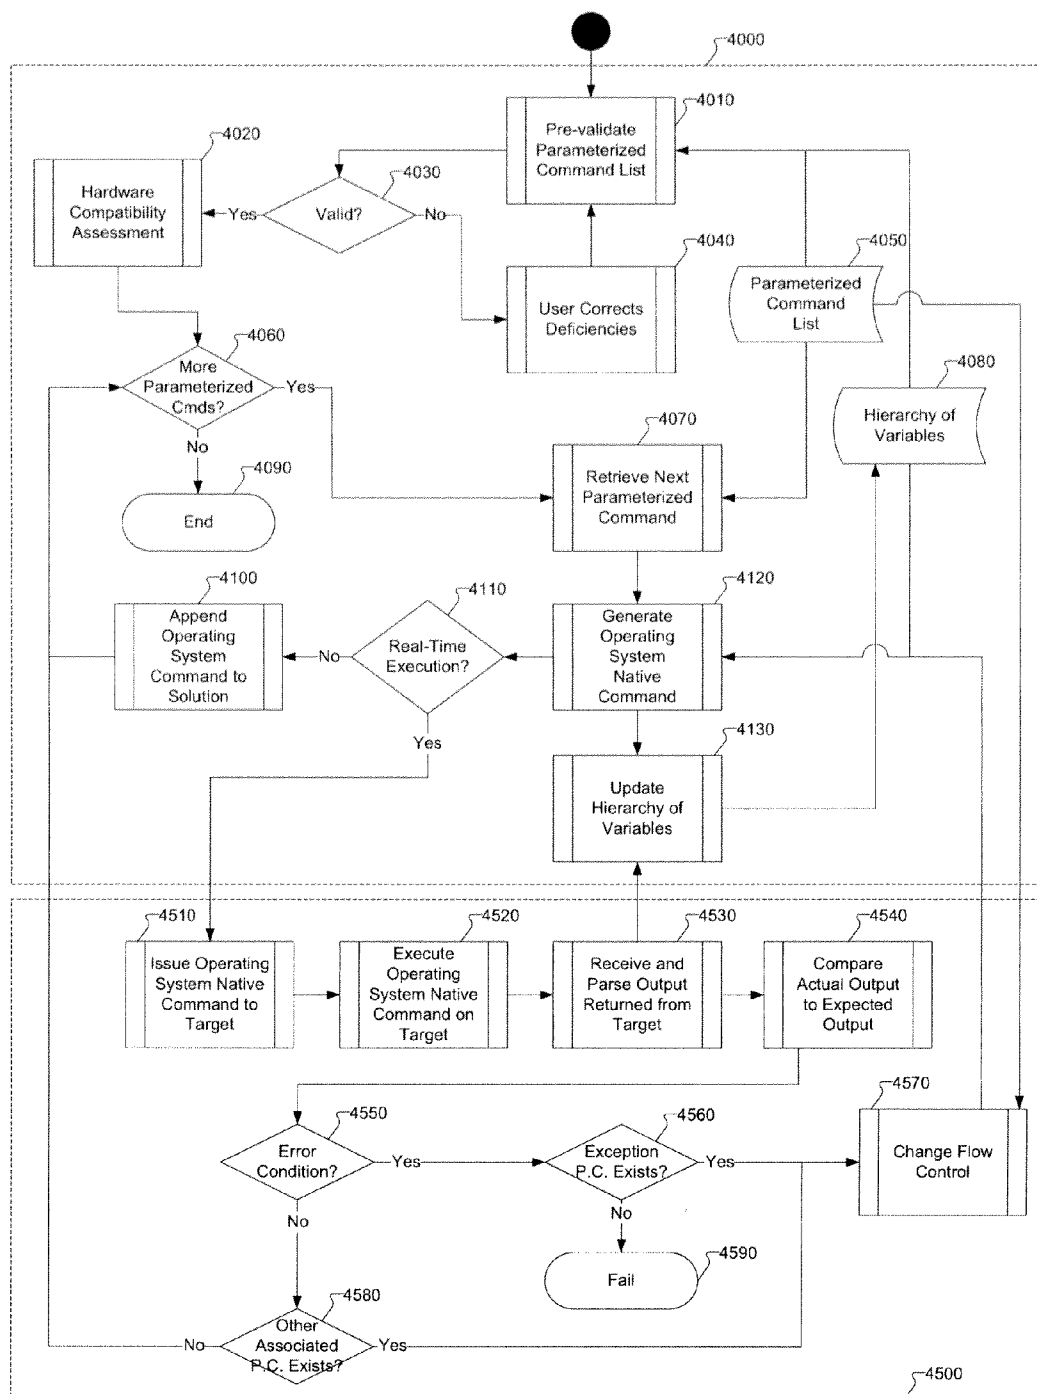 4000
4010
Pre-validate
Parameterized
Command List
4020
Hardware
Compatibility
Assessment
4030
Valid?
Yes
No
4040
User Corrects
Deficiencies
4050
Parameterized
Command
List
4060
More
Parameterized
Cmds?
Yes
No
4070
Retrieve Next
Parameterized
Command
4080
Hierarchy of
Variables
4090
End
4100
Append
Operating
System
Command to
Solution
4110
Real-Time
Execution?
No
Yes
4120
Generate
Operating
System
Native
Command
4130
Update
Hierarchy of
Variables
4510
Issue Operating
System Native
Command to
Target
4520
Execute
Operating
System Native
Command on
Target
4530
Receive and
Parse Output
Returned from
Target
4540
Compare
Actual Output
to Expected
Output
4550
Error
Condition?
Yes
No
4560
Exception
P.C. Exists?
Yes
No
4570
Change Flow
Control
4590
Fail
4580
Other
Associated
P.C. Exists?
No
Yes
4500